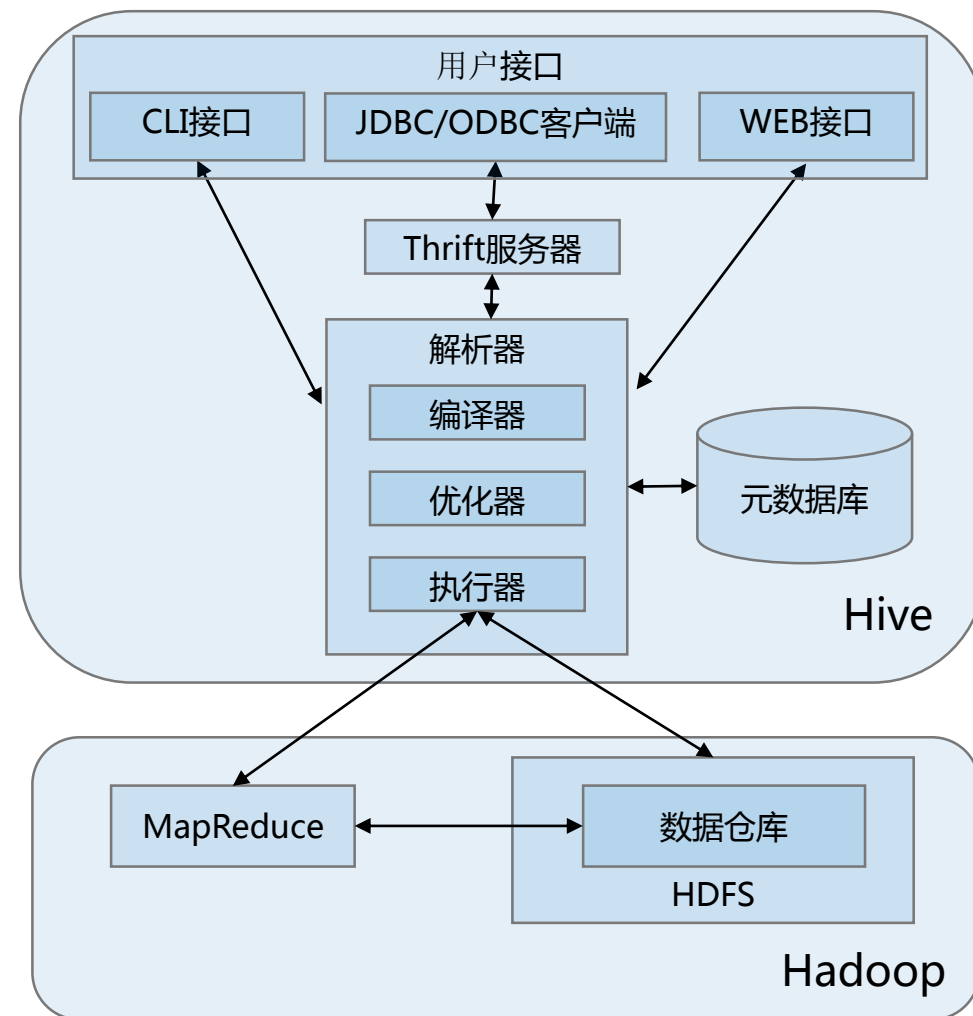 用户接口
CLI接口
JDBC/ODBC客户端
WEB接口
Thrift服务器
解析器
编译器
优化器
执行器
元数据库
Hive
MapReduce
数据仓库
HDFS
Hadoop